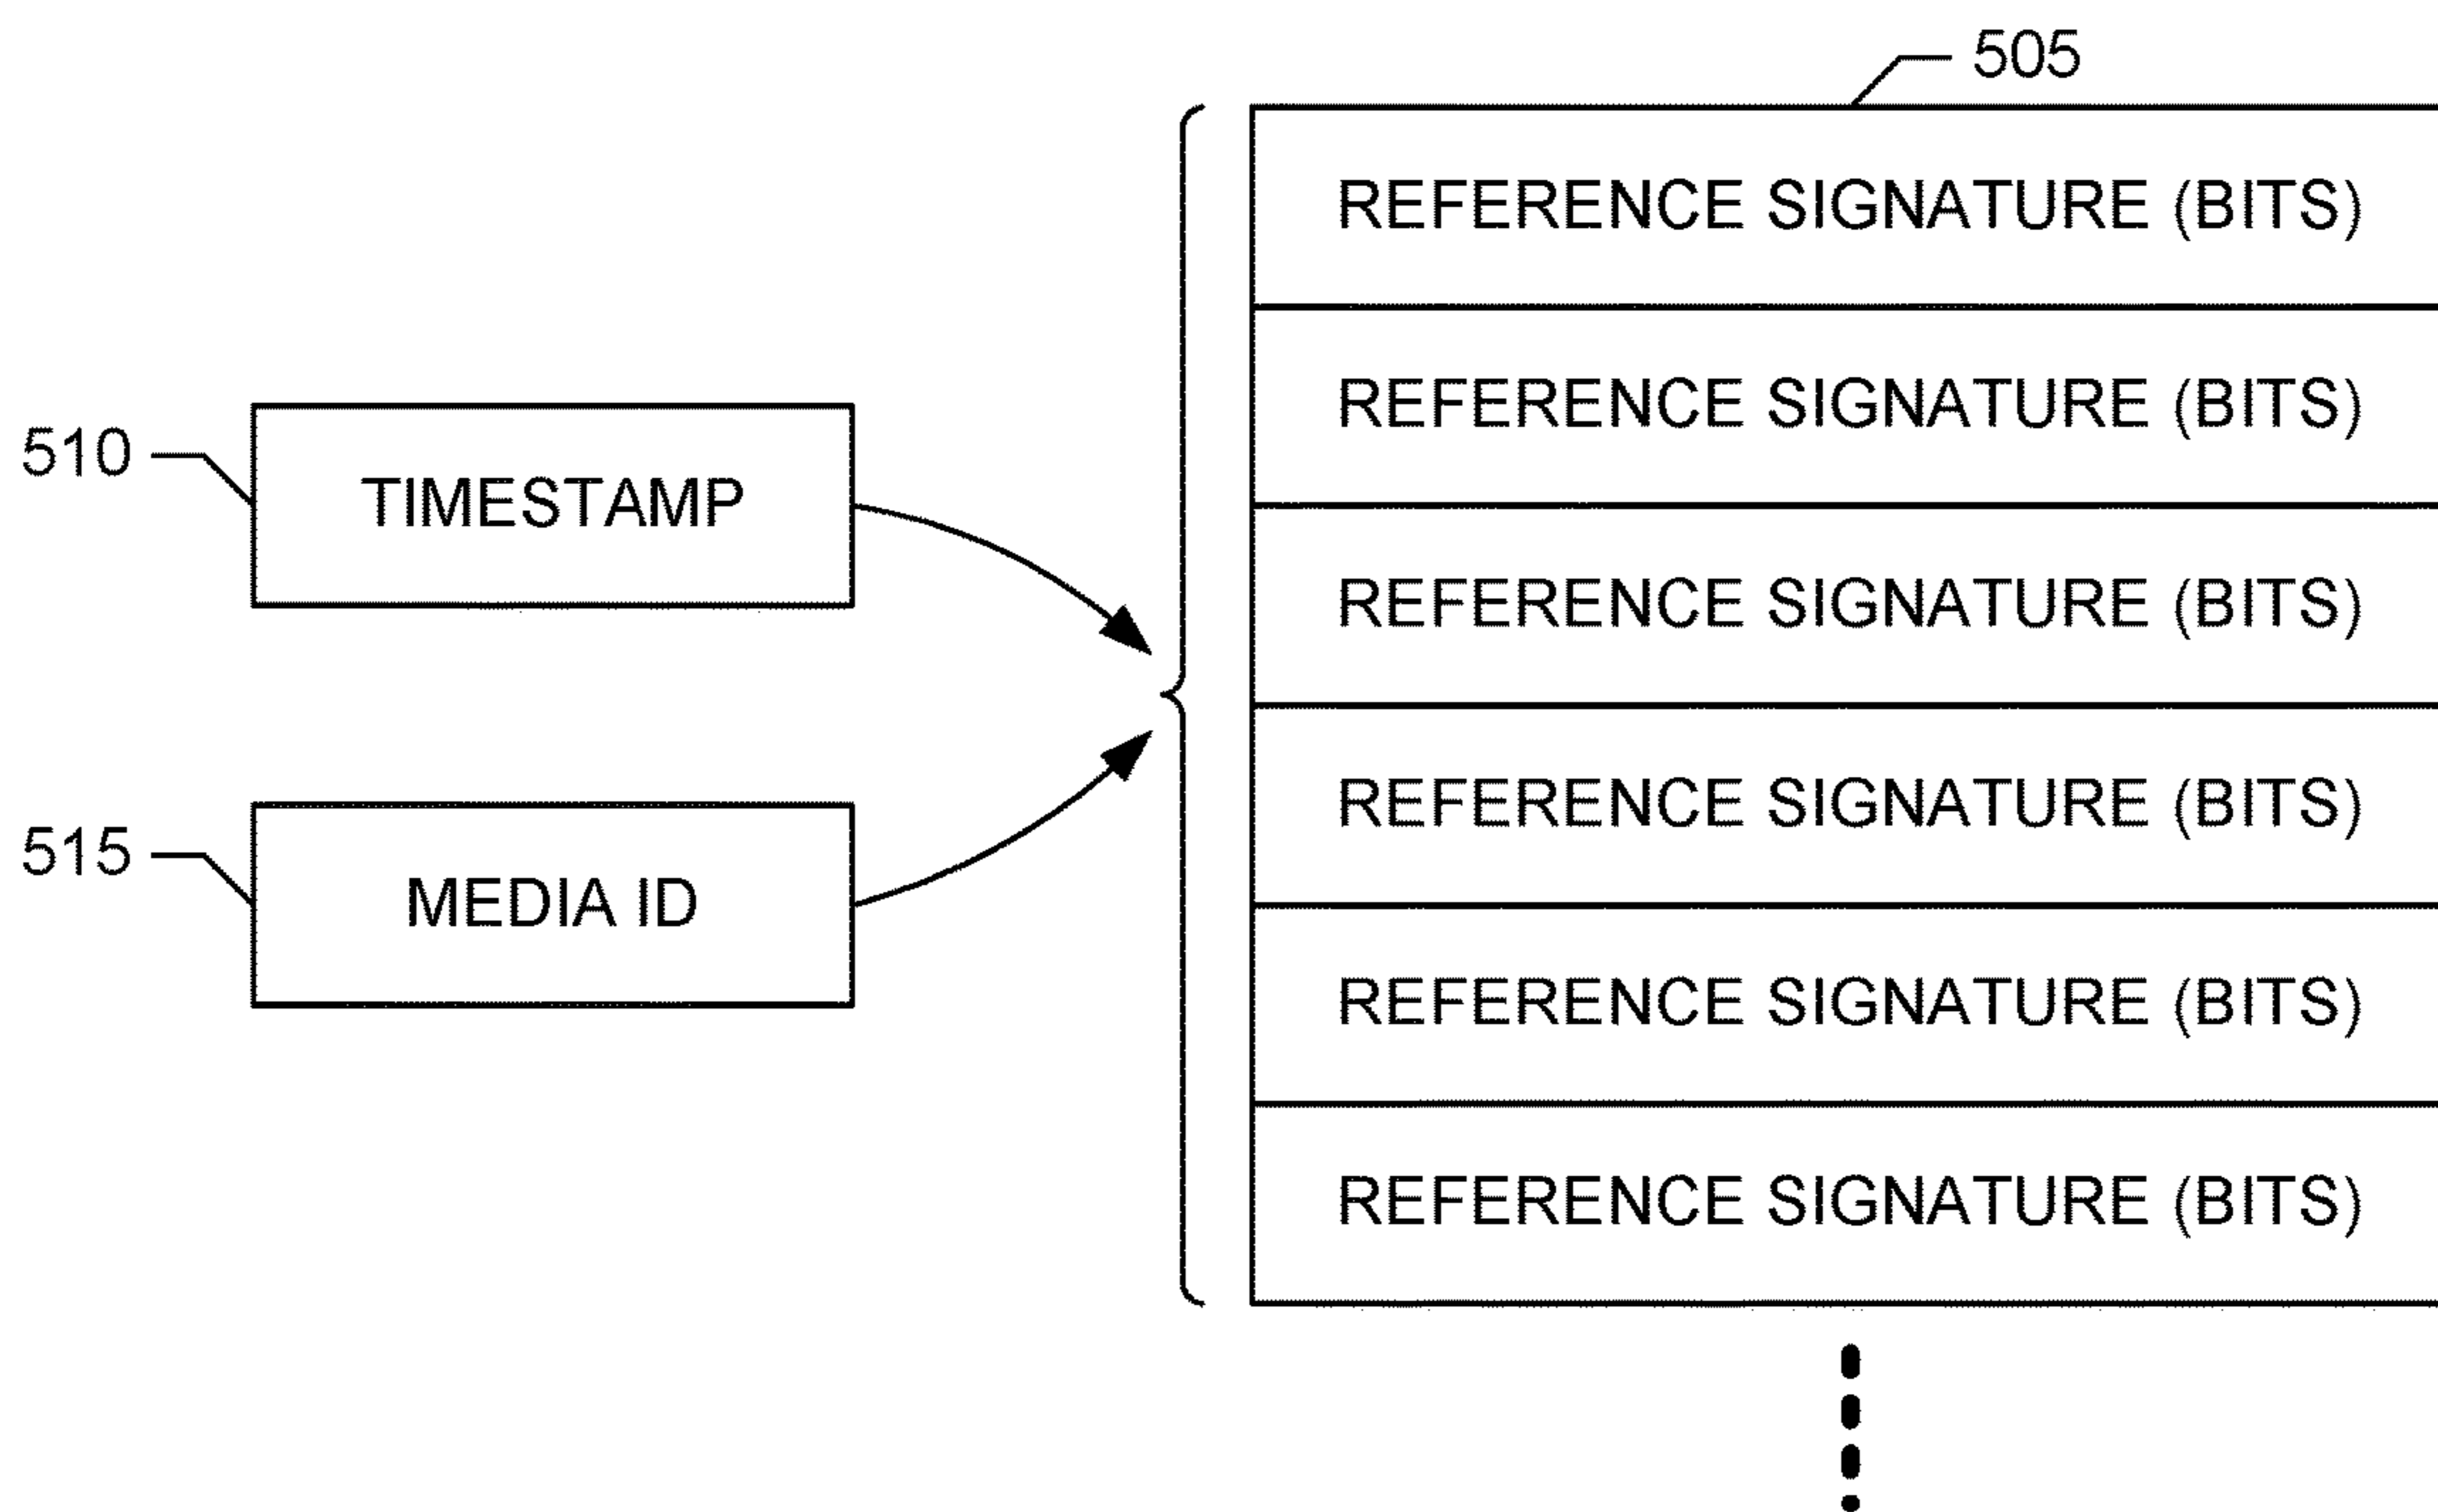 505
REFERENCE SIGNATURE (BITS)
REFERENCE SIGNATURE (BITS)
510
TIMESTAMP
REFERENCE SIGNATURE (BITS)
REFERENCE SIGNATURE (BITS)
515
MEDIA ID
REFERENCE SIGNATURE (BITS)
REFERENCE SIGNATURE (BITS)